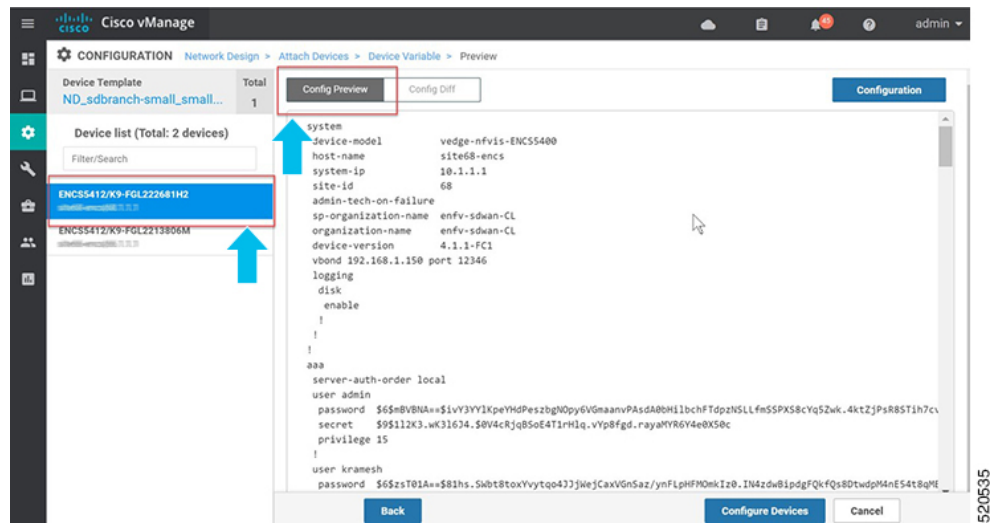 cisco Cisco vManage
45
admin
CONFIGURATION Network Design > Attach Devices > Device Variable > Preview
Device Template
ND_sdbranch-small_small...
Total
1
Device list (Total: 2 devices)
Filter/Search
ENCS5412/K9-FGL222681H2
ENCS5412/K9-FGL2213806M
Config Preview
Config Diff
Configuration
system
device-model vedge-nfvis-ENCS5400
host-name site68-encs
system-ip 10.1.1.1
site-id 68
admin-tech-on-failure
sp-organization-name enfv-sdwan-CL
organization-name enfv-sdwan-CL
device-version 4.1.1-FC1
vbond 192.168.1.150 port 12346
logging
disk
enable
!
!
!
aaa
server-auth-order local
user admin
password
secret
privilege 15
!
user kramesh
password
Back
Configure Devices
Cancel
520535